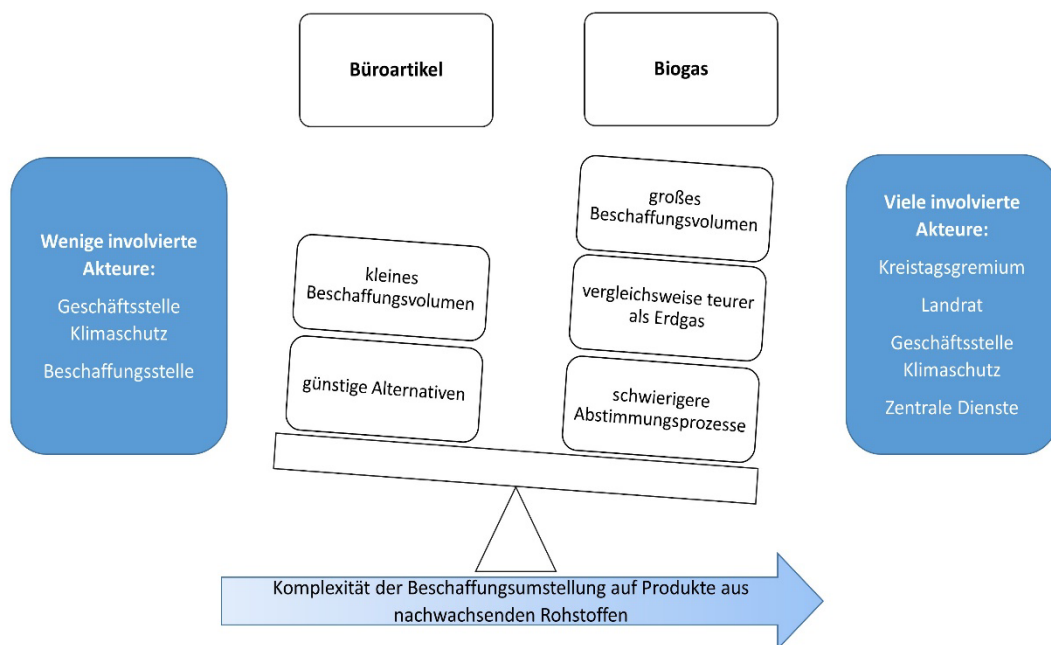 Büroartikel
Biogas
Wenige involvierte
Akteure:
Geschäftsstelle
Klimaschutz
Beschaffungsstelle
kleines
Beschaffungsvolumen
günstige Alternativen
großes
Beschaffungsvolumen
vergleichsweise teurer
als Erdgas
schwierigere
Abstimmungsprozesse
Viele involvierte
Akteure:
Kreistagsgremium
Landrat
Geschäftsstelle
Klimaschutz
Zentrale Dienste
Komplexität der Beschaffungsumstellung auf Produkte aus
nachwachsenden Rohstoffen